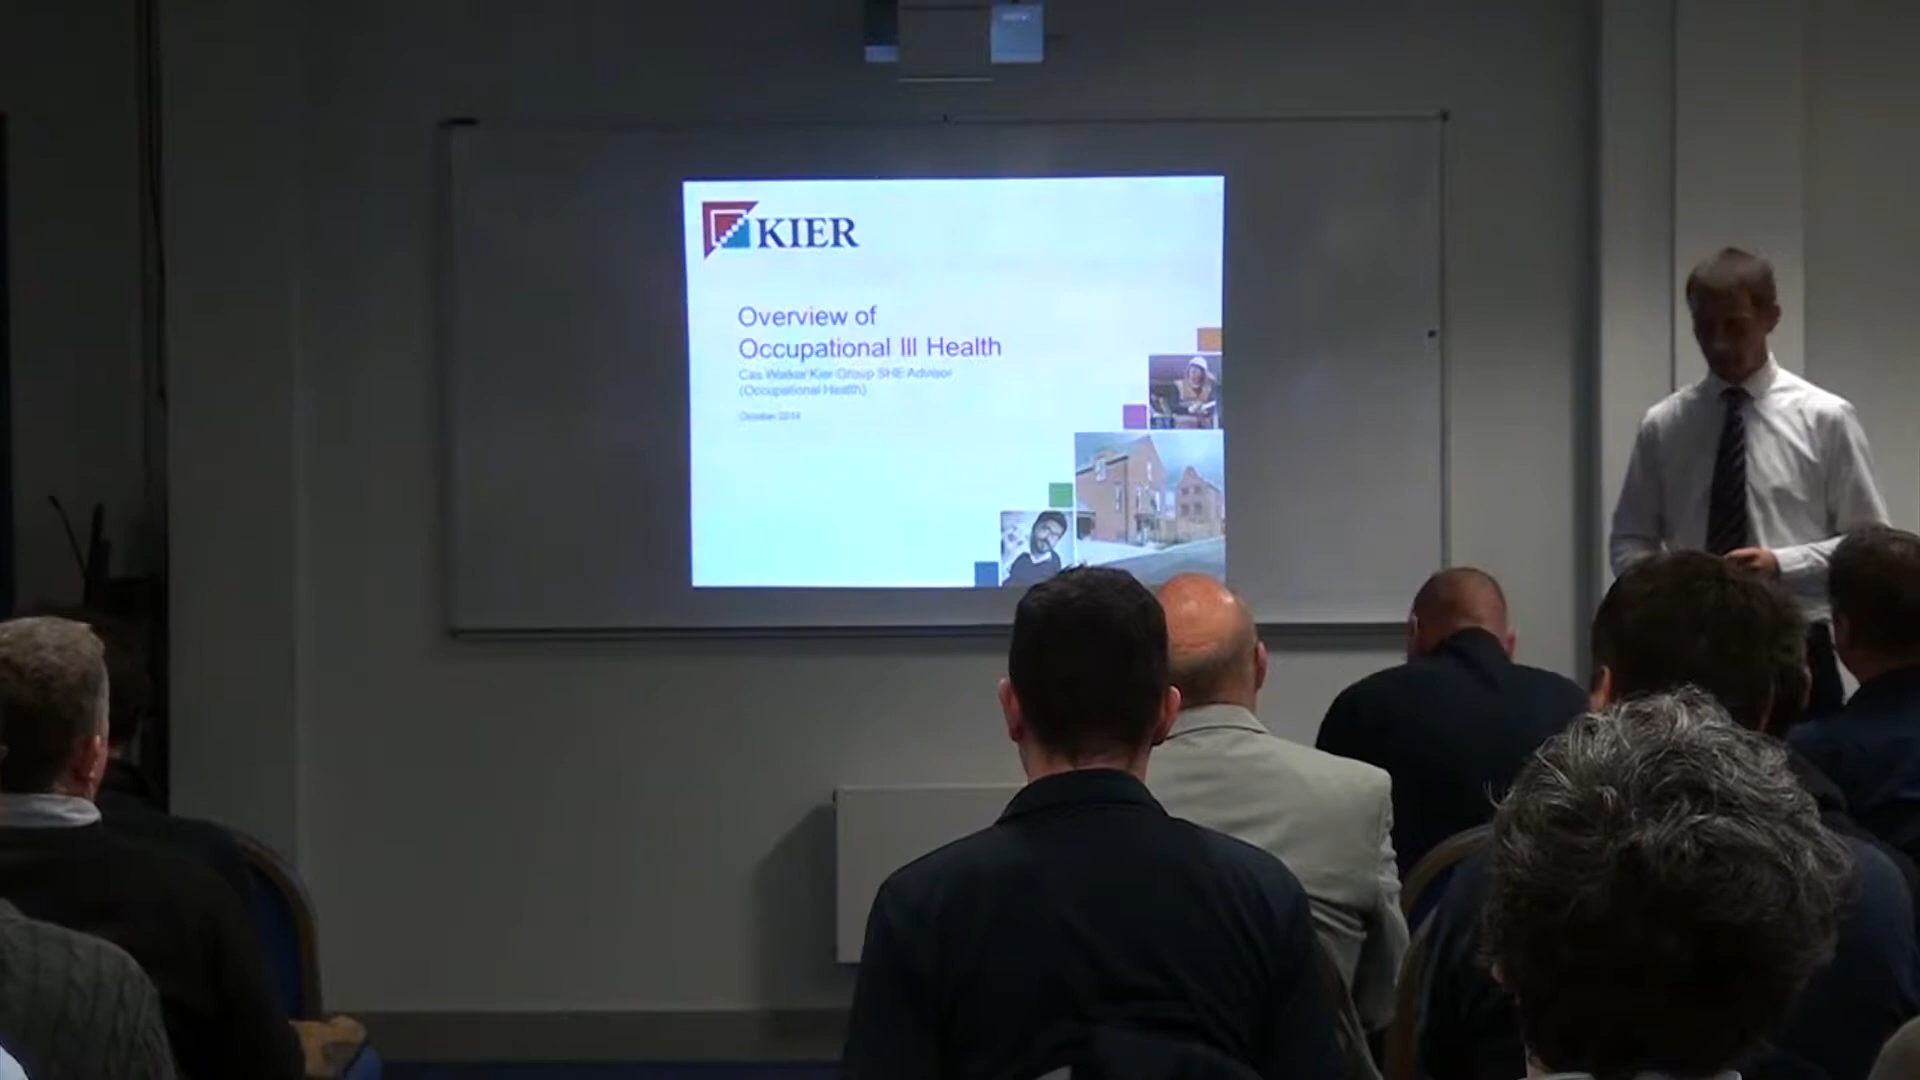 KIER
Overview of
Occupational Ill Health
Cas Walker Kier Group SHE Advisor
(Occupational Health)
October 2014